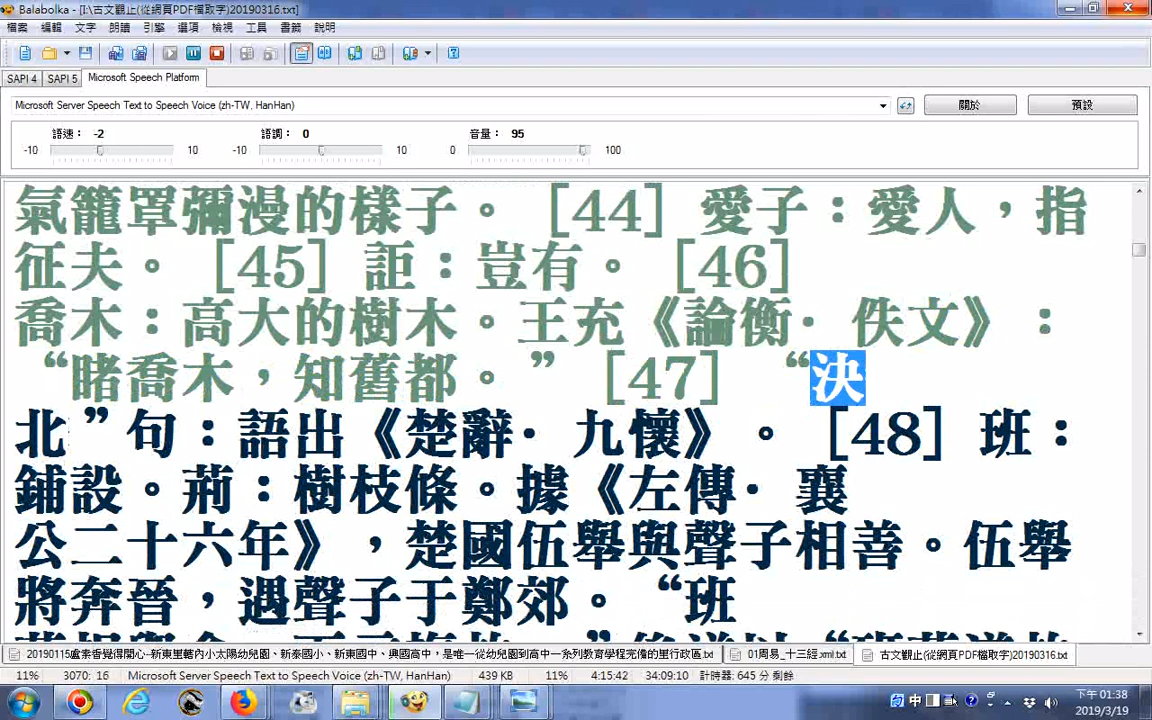 Balabolka - [I:\古文觀止(從網頁PDF檔取字)20190316.txt]
檔案 編輯 文字 朗讀 引擎 選項 檢視 工具 書籤 說明
SAPI 4 SAPI 5 Microsoft Speech Platform
Microsoft Server Speech Text to Speech Voice (zh-TW, HanHan) 關於 預設
語速： -2 語調： 0 音量： 95
-10 10 -10 10 0 100
氣籠罩彌漫的樣子。 [44] 愛子：愛人，指
征夫。 [45] 詎：豈有。 [46]
喬木：高大的樹木。王充《論衡· 佚文》：
“睹喬木，知舊都。” [47] “決
北”句：語出《楚辭· 九懷》。 [48] 班：
鋪設。荊：樹枝條。據《左傳· 襄
公二十六年》，楚國伍舉與聲子相善。伍舉
將奔晉，遇聲子于鄭郊。“班
20190115盧素香覺得開心--新東里轄內小太陽幼兒園、新泰國小、新東國中、興國高中，是唯一從幼兒園到高中一系列教育學程完備的里行政區.txt 01周易_十三經.xml.txt 古文觀止(從網頁PDF檔取字)20190316.txt
11% 3070: 16 Microsoft Server Speech Text to Speech Voice (zh-TW, HanHan) 439 KB 11% 4:15:42 34:09:10 計時器: 645 分 剩餘
中 下午 01:38
2019/3/19